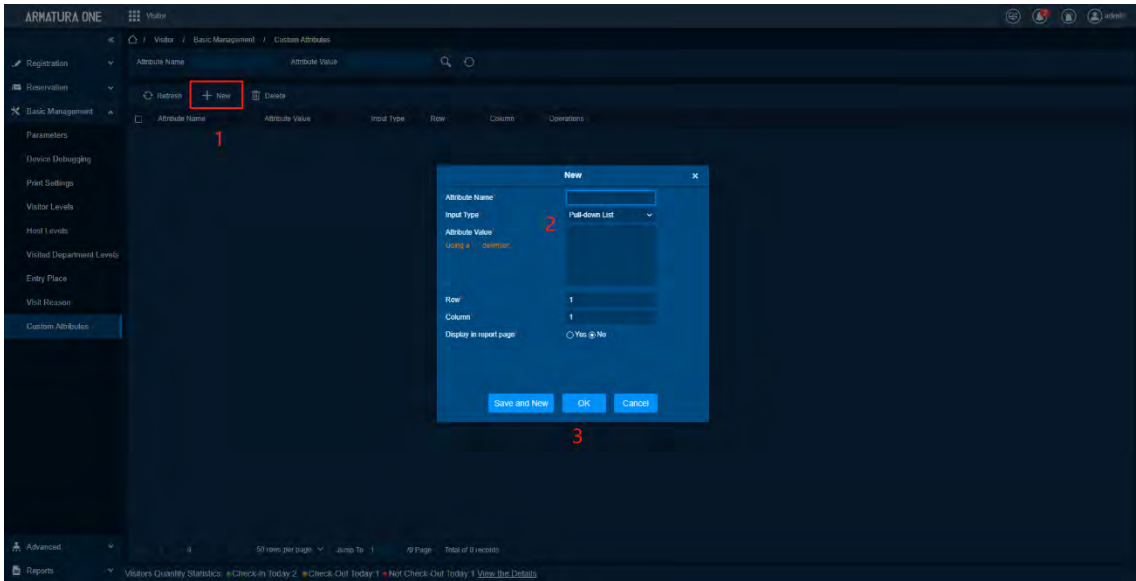 ARMATURA ONE
Visitor
admin
/ Visitor / Basic Management / Custom Attributes
Registration
Attribute Name
Attribute Value
Reservation
Refresh
New
Delete
Basic Management
Attribute Name
Attribute Value
Input Type
Row
Column
Operations
1
Parameters
Device Debugging
Print Settings
Visitor Levels
Host Levels
Visited Department Levels
Entry Place
Visit Reason
Custom Attributes
New
Attribute Name*
Input Type
Pull-down List
2
Attribute Value*
Using a ";" delimiter.
Row*
1
Column*
1
Display in report page*
Yes No
Save and New
OK
Cancel
3
Advanced
0
50 rows per page
Jump To 1 /0 Page
Total of 0 records
Reports
Visitors Quantity Statistics: Check-In Today:2 Check-Out Today:1 Not Check-Out Today:1 View the Details